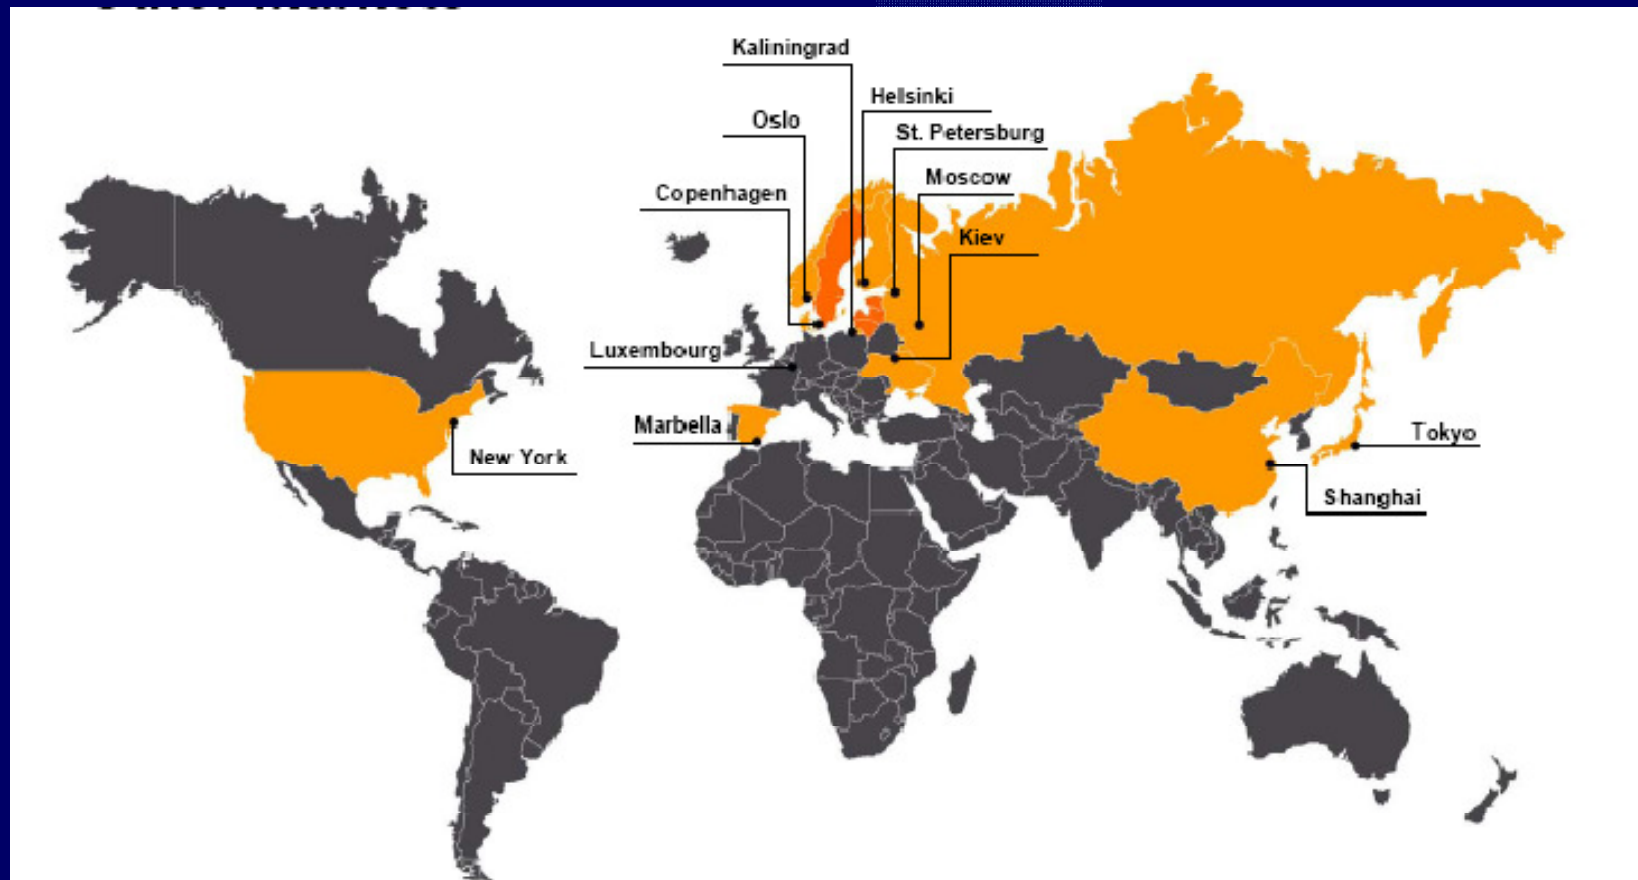 Kaliningrad
Helsinki
Oslo
St. Petersburg
Moscow
Copenhagen
Kiev
Luxembourg
Marbella
New York
Tokyo
Shanghai